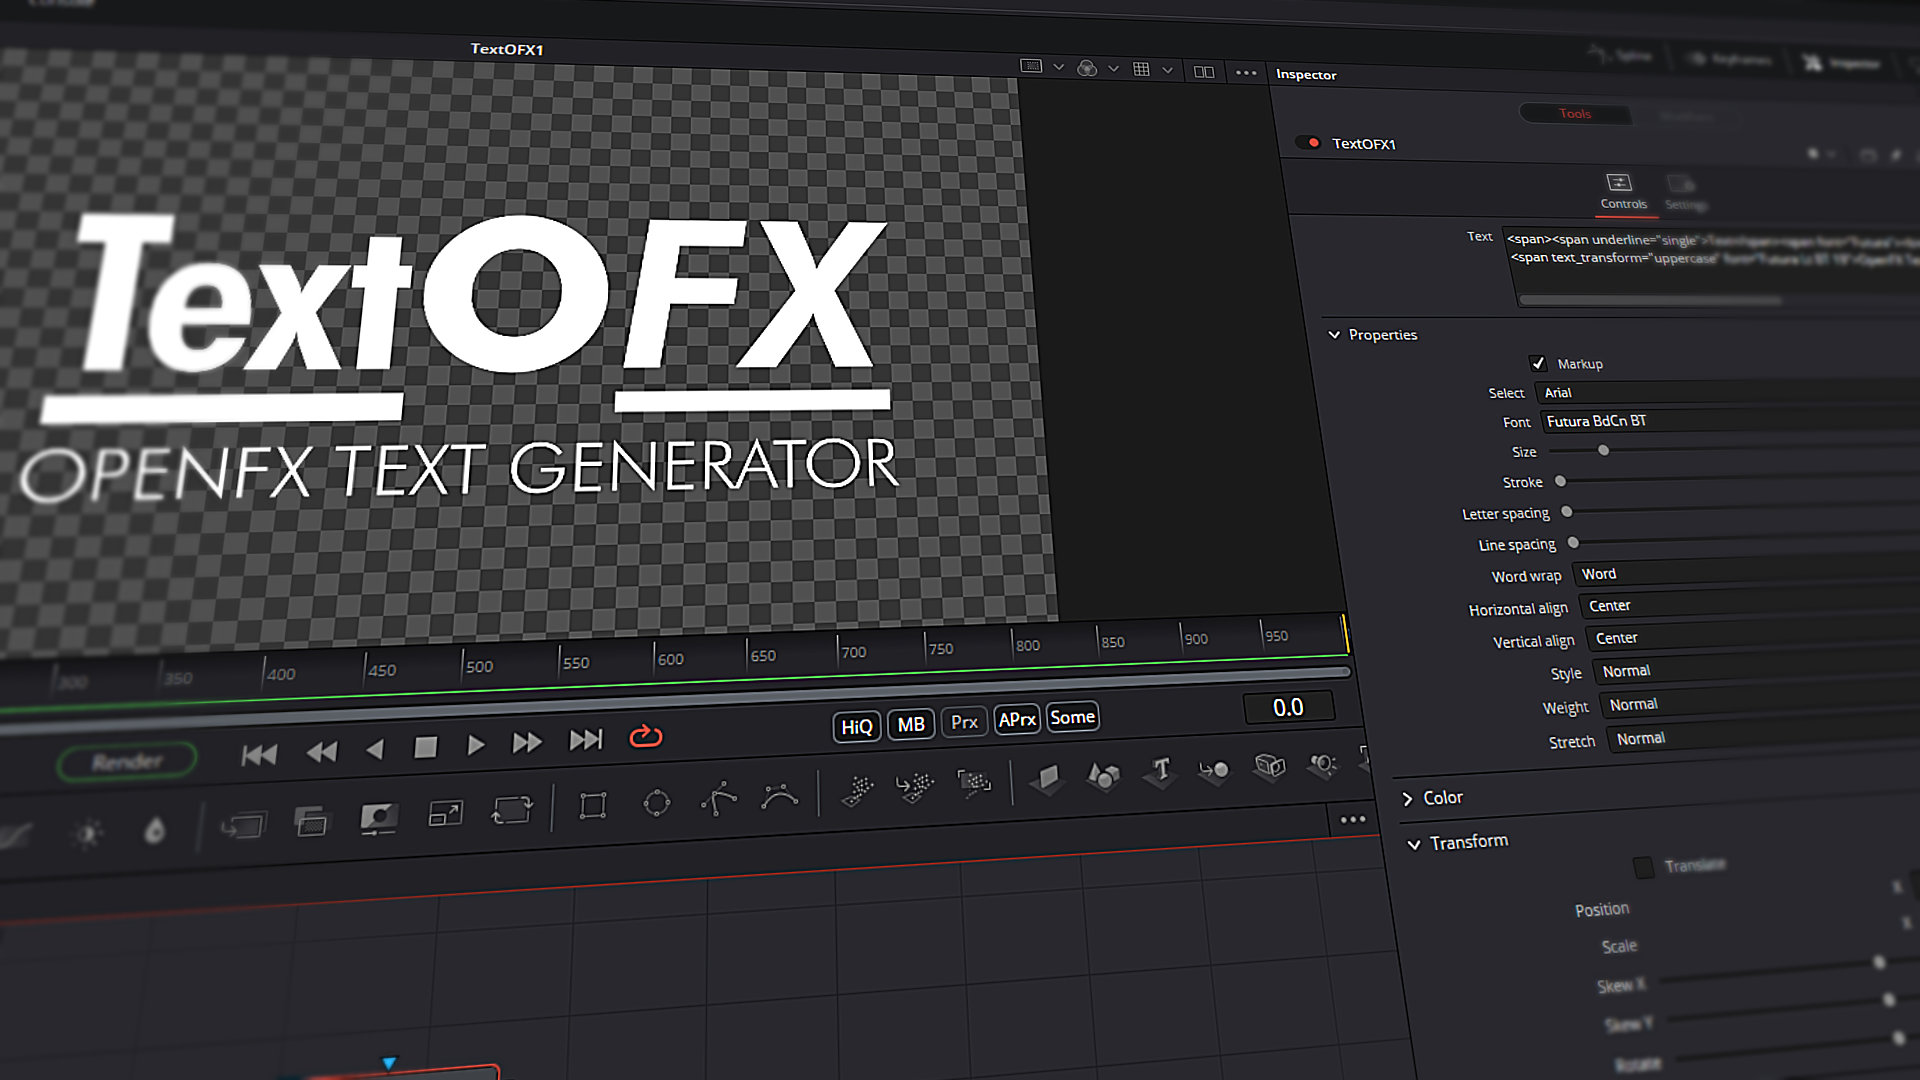 Console
TextOFX1
TextOFX
OPENFX TEXT GENERATOR
300 350 400 450 500 550 600 650 700 750 800 850 900 950
Render
HiQ MB Prx APrx Some
0.0
Spline Keyframes Inspector
Inspector
Tools
TextOFX1
Controls Settings
Text
<span><span underline="single">
<span text_transform="uppercase"
Properties
Markup
Select Arial
Font Futura BdCn BT
Size
Stroke
Letter spacing
Line spacing
Word wrap Word
Horizontal align Center
Vertical align Center
Style Normal
Weight Normal
Stretch Normal
Color
Transform
Translate
Position X
Scale X
Skew X
Skew Y
Rotate